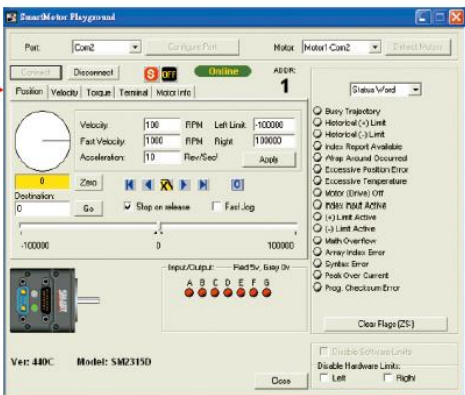 SmartMotor Playground
Port: Com2 Configure Port Motor: Motor1-Com2 Detect Motors
Connect Disconnect S OFF Online ADDR: 1
Position Velocity Torque Terminal Motor Info
Status Word
Velocity: 100 RPM Left Limit: -100000
Fast Velocity: 1000 RPM Right 100000
Acceleration: 10 Rev/Sec² Apply
0 Zero
Destination:
0 Go Stop on release Fast Jog
-100000 0 100000
Busy Trajectory
Historical (+) Limit
Historical (-) Limit
Index Report Available
Wrap Around Occurred
Excessive Position Error
Excessive Temperature
Motor (Drive) Off
Index Input Active
(+) Limit Active
(-) Limit Active
Math Overflow
Array Index Error
Syntax Error
Peak Over Current
Prog. Checksum Error
Input/Output: Red 5v, Grey 0v
A B C D E F G
SMART
Clear Flags (ZS)
Ver: 440C Model: SM2315D
Disable Software Limits
Disable Hardware Limits:
Left Right
Close